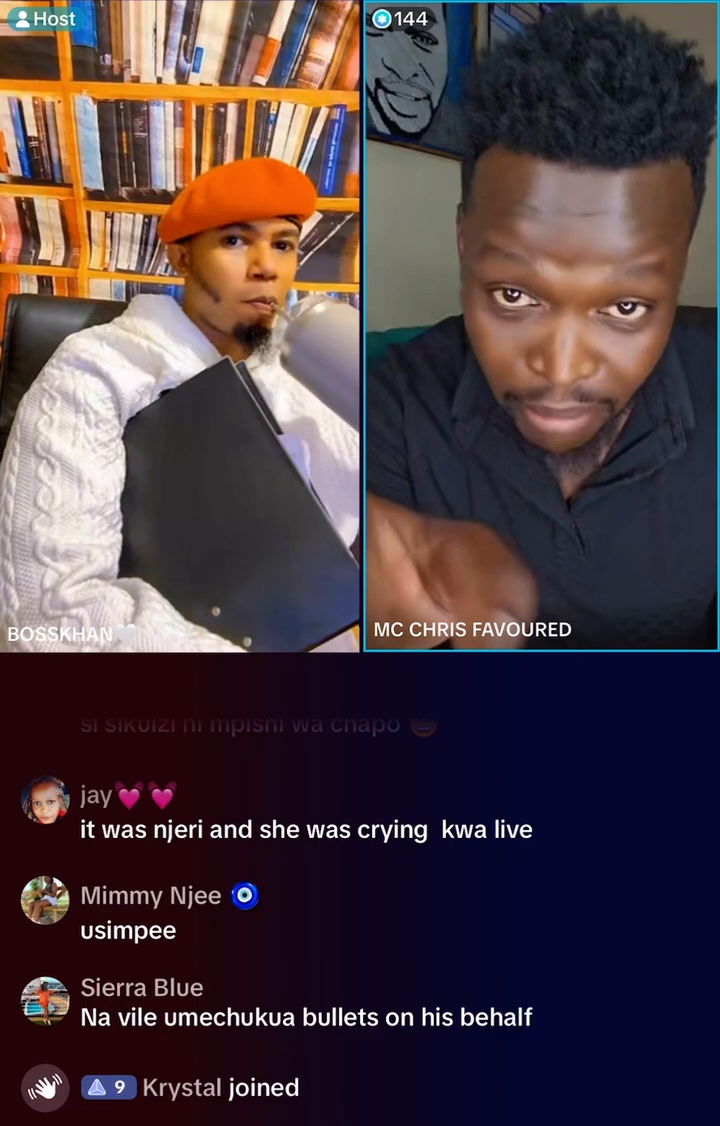 Host
144
BOSSKHAN🤍
MC CHRIS FAVOURED
si sikuizi ni mpishi wa chapo 😄
jay💓💓
it was njeri and she was crying kwa live
Mimmy Njee 🧿
usimpee
Sierra Blue
Na vile umechukua bullets on his behalf
9 Krystal joined